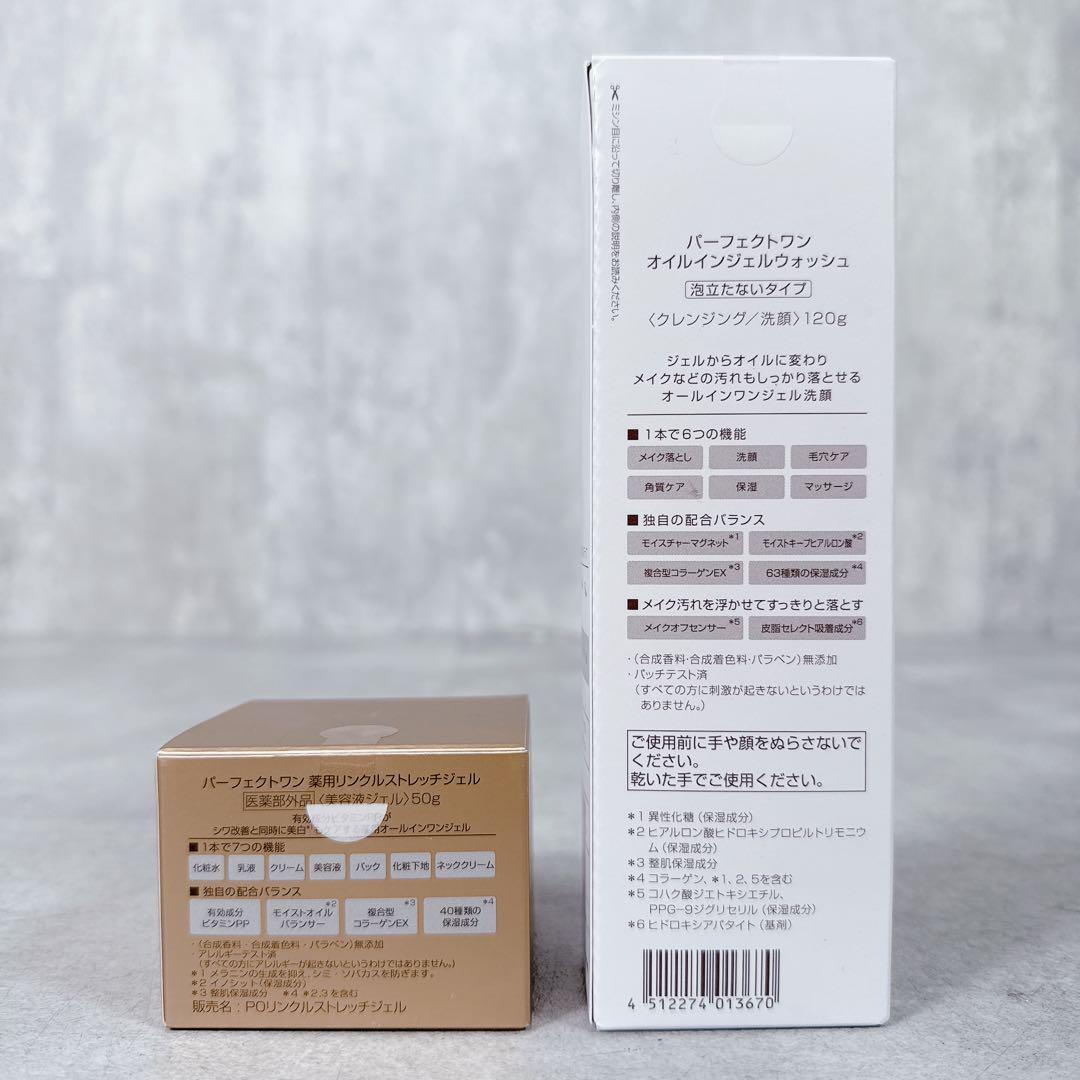 パーフェクトワン 薬用リンクルストレッチジェル
医薬部外品 〈美容液ジェル〉50g
有効成分ビタミンPPが
シワ改善と同時に美白*1もケアする薬用オールインワンジェル
■1本で7つの機能
化粧水 乳液 クリーム 美容液 パック 化粧下地 ネッククリーム
■独自の配合バランス
有効成分 モイストオイル*2 複合型*3 40種類の*4
ビタミンPP バランサー コラーゲンEX 保湿成分
・(合成香料・合成着色料・パラベン)無添加
・アレルギーテスト済
(すべての方にアレルギーが起きないというわけではありません。)
*1 メラニンの生成を抑え、シミ・ソバカスを防ぎます。
*2 イノシット(保湿成分)
*3 整肌保湿成分 *4 *2,3を含む
販売名:POリンクルストレッチジェル
ミシン目に沿って切り離し、内側の説明をお読みください。
パーフェクトワン
オイルインジェルウォッシュ
泡立たないタイプ
〈クレンジング/洗顔〉120g
ジェルからオイルに変わり
メイクなどの汚れもしっかり落とせる
オールインワンジェル洗顔
■1本で6つの機能
メイク落とし 洗顔 毛穴ケア
角質ケア 保湿 マッサージ
■独自の配合バランス
モイスチャーマグネット*1 モイストキープヒアルロン酸*2
複合型コラーゲンEX*3 63種類の保湿成分*4
■メイク汚れを浮かせてすっきりと落とす
メイクオフセンサー*5 皮脂セレクト吸着成分*6
・(合成香料・合成着色料・パラベン)無添加
・パッチテスト済
(すべての方に刺激が起きないというわけでは
ありません。)
ご使用前に手や顔をぬらさないで
ください。
乾いた手でご使用ください。
*1 異性化糖(保湿成分)
*2 ヒアルロン酸ヒドロキシプロピルトリモニウ
ム(保湿成分)
*3 整肌保湿成分
*4 コラーゲン、*1、2、5を含む
*5 コハク酸ジエトキシエチル、
PPG-9ジグリセリル(保湿成分)
*6 ヒドロキシアパタイト(基剤)
4 512274 013670